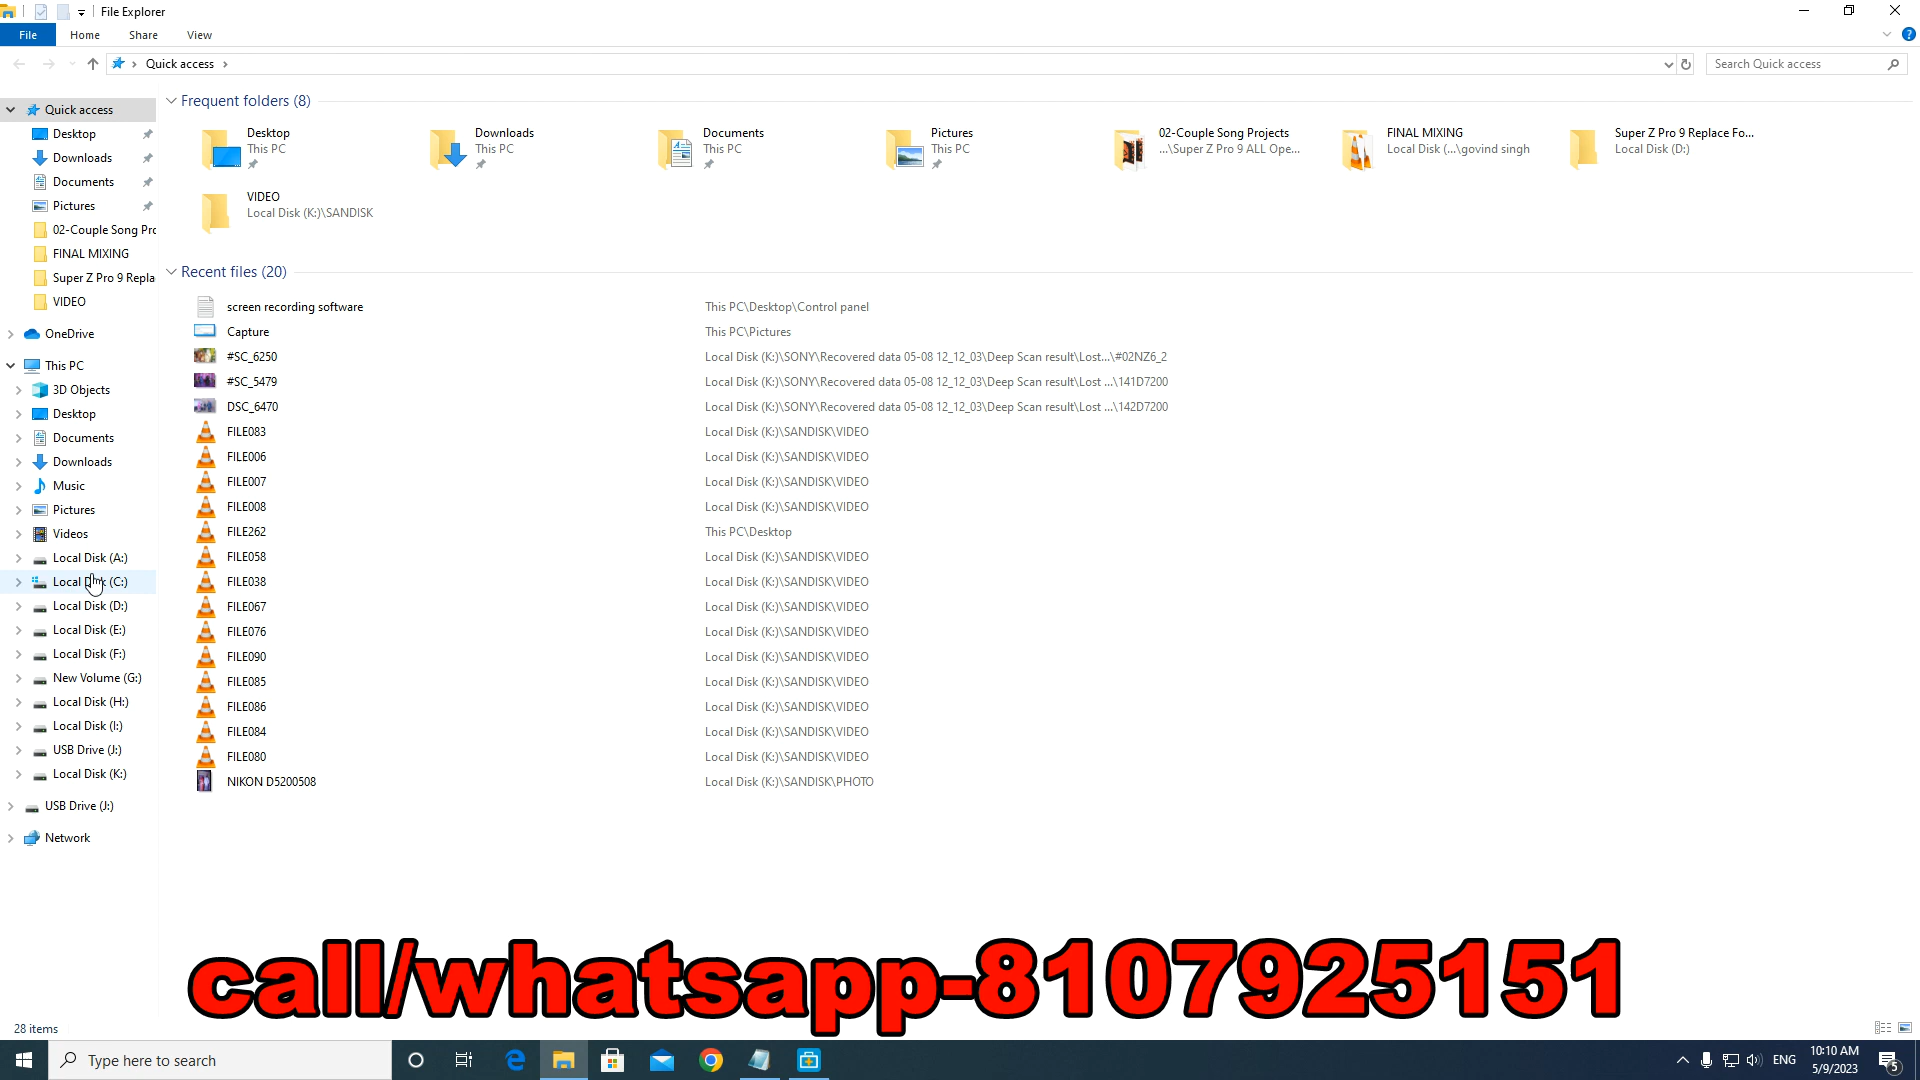 File Explorer
File Home Share View
Quick access
Search Quick access
Quick access
Desktop
Downloads
Documents
Pictures
02-Couple Song Pro
FINAL MIXING
Super Z Pro 9 Repla
VIDEO
OneDrive
This PC
3D Objects
Desktop
Documents
Downloads
Music
Pictures
Videos
Local Disk (A:)
Local Disk (C:)
Local Disk (D:)
Local Disk (E:)
Local Disk (F:)
New Volume (G:)
Local Disk (H:)
Local Disk (I:)
USB Drive (J:)
Local Disk (K:)
USB Drive (J:)
Network
Frequent folders (8)
Desktop
This PC
Downloads
This PC
Documents
This PC
Pictures
This PC
02-Couple Song Projects
...\Super Z Pro 9 ALL Ope...
FINAL MIXING
Local Disk (...\govind singh
Super Z Pro 9 Replace Fo...
Local Disk (D:)
VIDEO
Local Disk (K:)\SANDISK
Recent files (20)
screen recording software This PC\Desktop\Control panel
Capture This PC\Pictures
#SC_6250 Local Disk (K:)\SONY\Recovered data 05-08 12_12_03\Deep Scan result\Lost...\#02NZ6_2
#SC_5479 Local Disk (K:)\SONY\Recovered data 05-08 12_12_03\Deep Scan result\Lost ...\141D7200
DSC_6470 Local Disk (K:)\SONY\Recovered data 05-08 12_12_03\Deep Scan result\Lost ...\142D7200
FILE083 Local Disk (K:)\SANDISK\VIDEO
FILE006 Local Disk (K:)\SANDISK\VIDEO
FILE007 Local Disk (K:)\SANDISK\VIDEO
FILE008 Local Disk (K:)\SANDISK\VIDEO
FILE262 This PC\Desktop
FILE058 Local Disk (K:)\SANDISK\VIDEO
FILE038 Local Disk (K:)\SANDISK\VIDEO
FILE067 Local Disk (K:)\SANDISK\VIDEO
FILE076 Local Disk (K:)\SANDISK\VIDEO
FILE090 Local Disk (K:)\SANDISK\VIDEO
FILE085 Local Disk (K:)\SANDISK\VIDEO
FILE086 Local Disk (K:)\SANDISK\VIDEO
FILE084 Local Disk (K:)\SANDISK\VIDEO
FILE080 Local Disk (K:)\SANDISK\VIDEO
NIKON D5200508 Local Disk (K:)\SANDISK\PHOTO
call/whatsapp-8107925151
28 items
Type here to search
ENG
10:10 AM
5/9/2023
5